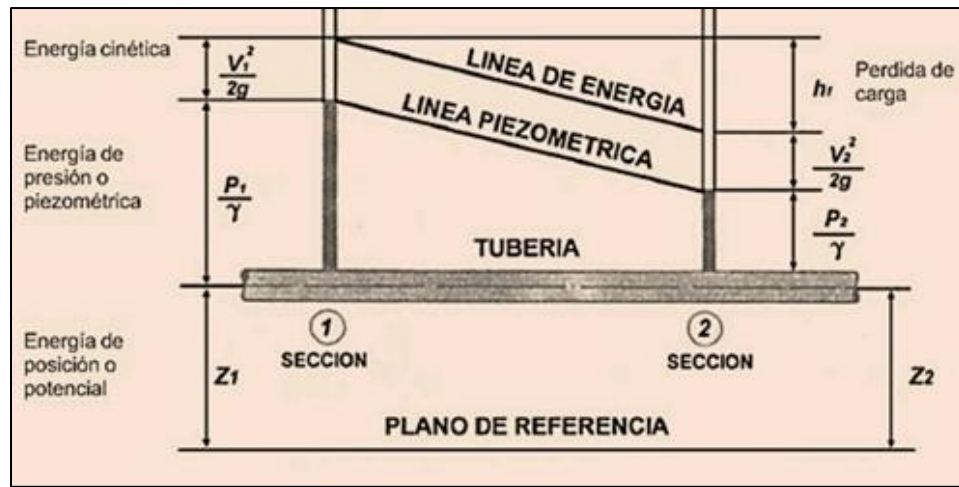 Energía cinética
V₁²
2g
LINEA DE ENERGIA
LINEA PIEZOMETRICA
hf
Perdida de
carga
Energía de
presión o
piezométrica
P₁
γ
V₂²
2g
P₂
γ
TUBERIA
1
SECCION
2
SECCION
Energía de
posición o
potencial
Z1
Z2
PLANO DE REFERENCIA